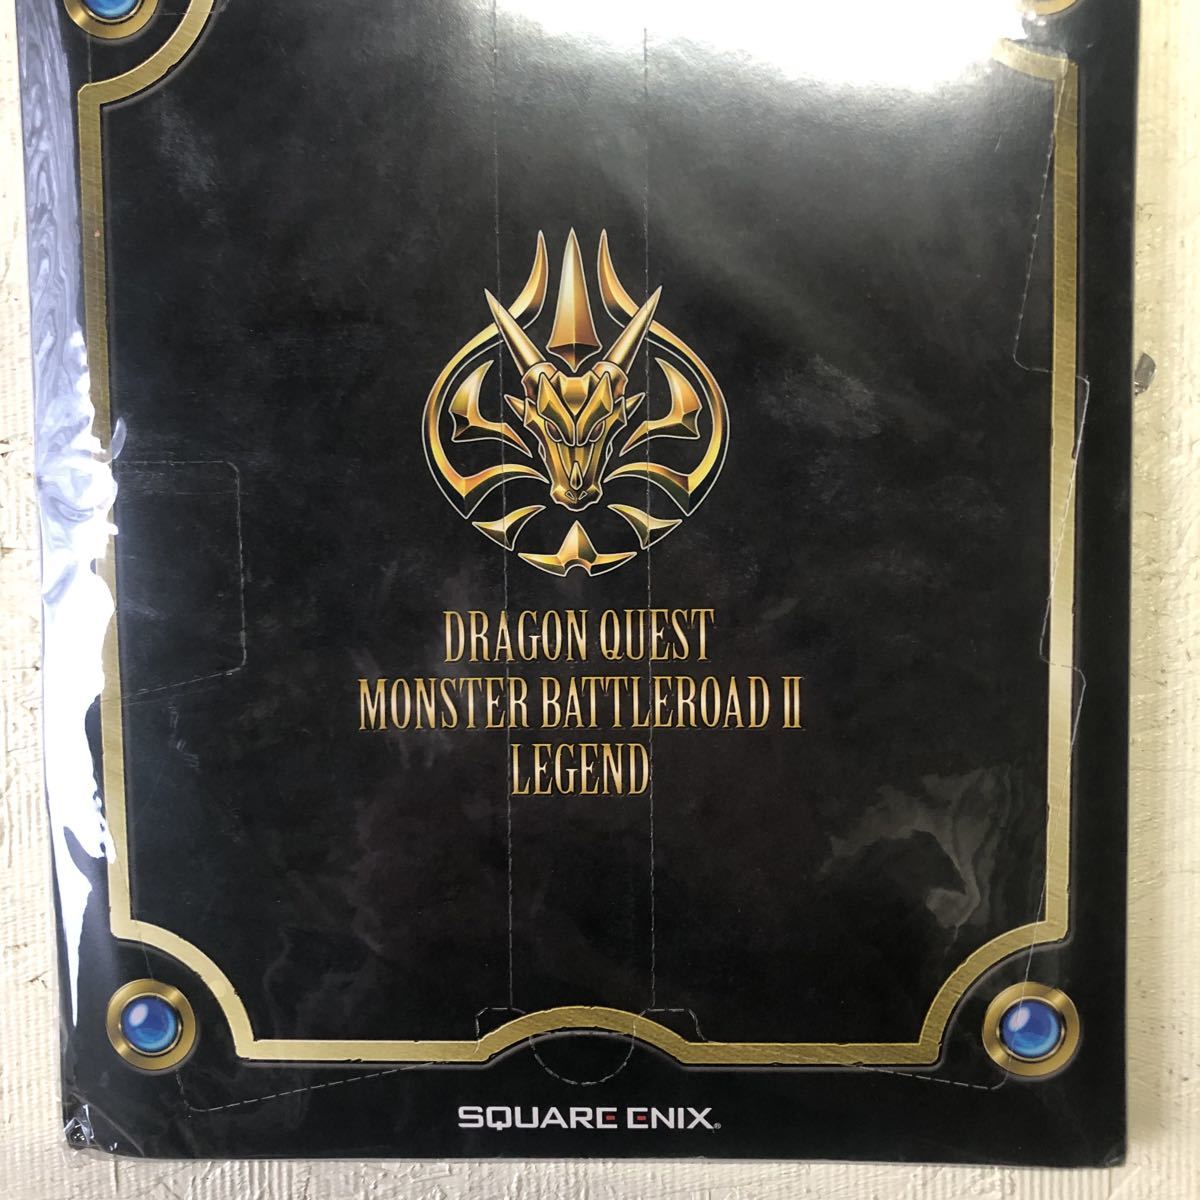 DRAGON QUEST
MONSTER BATTLEROAD II
LEGEND
SQUARE ENIX®